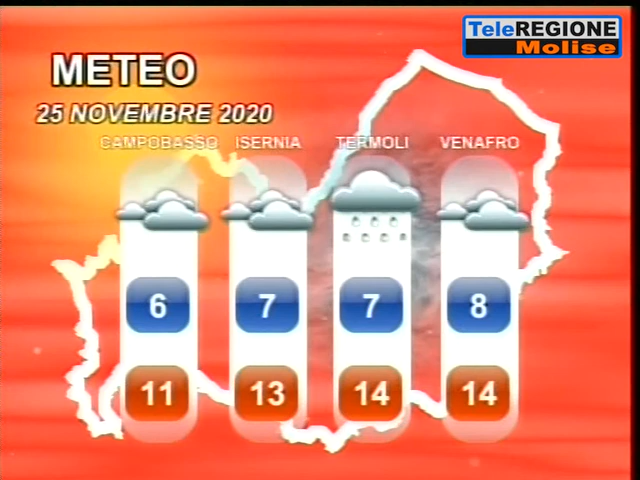 TeleREGIONE
Molise
METEO
25 NOVEMBRE 2020
CAMPOBASSO ISERNIA TERMOLI VENAFRO
6 7 7 8
11 13 14 14